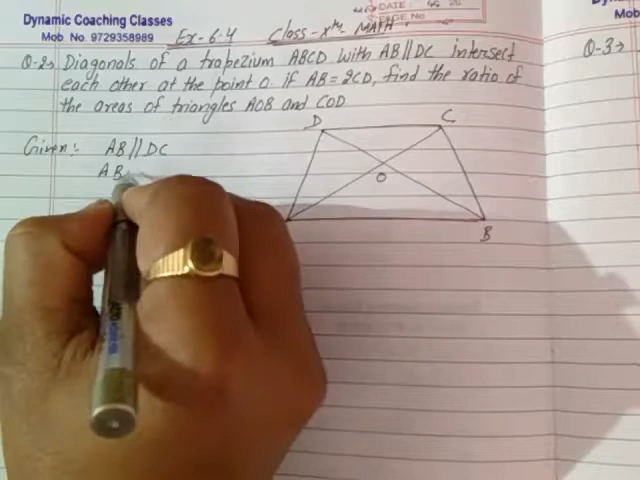 Dynamic Coaching Classes
Mob. No. 9729358989
DATE:
PAGE No
Mob
Ex-6.4 Class-Xth MATH
Q-2→ Diagonals of a trapezium ABCD with AB//DC intersect
each other at the point O. if AB=2CD, find the ratio of
the areas of triangles AOB and COD.
Q-3→
Given:- AB//DC
AB
D C
O
B